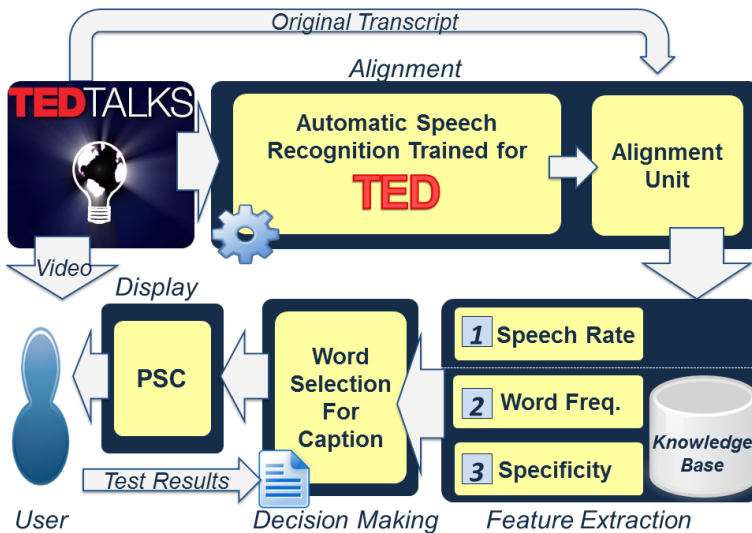 Original Transcript
Alignment
TEDTALKS
Automatic Speech
Recognition Trained for
TED
Alignment
Unit
Video
Display
PSC
Word
Selection
For
Caption
1 Speech Rate
2 Word Freq.
3 Specificity
Knowledge
Base
Test Results
User
Decision Making
Feature Extraction